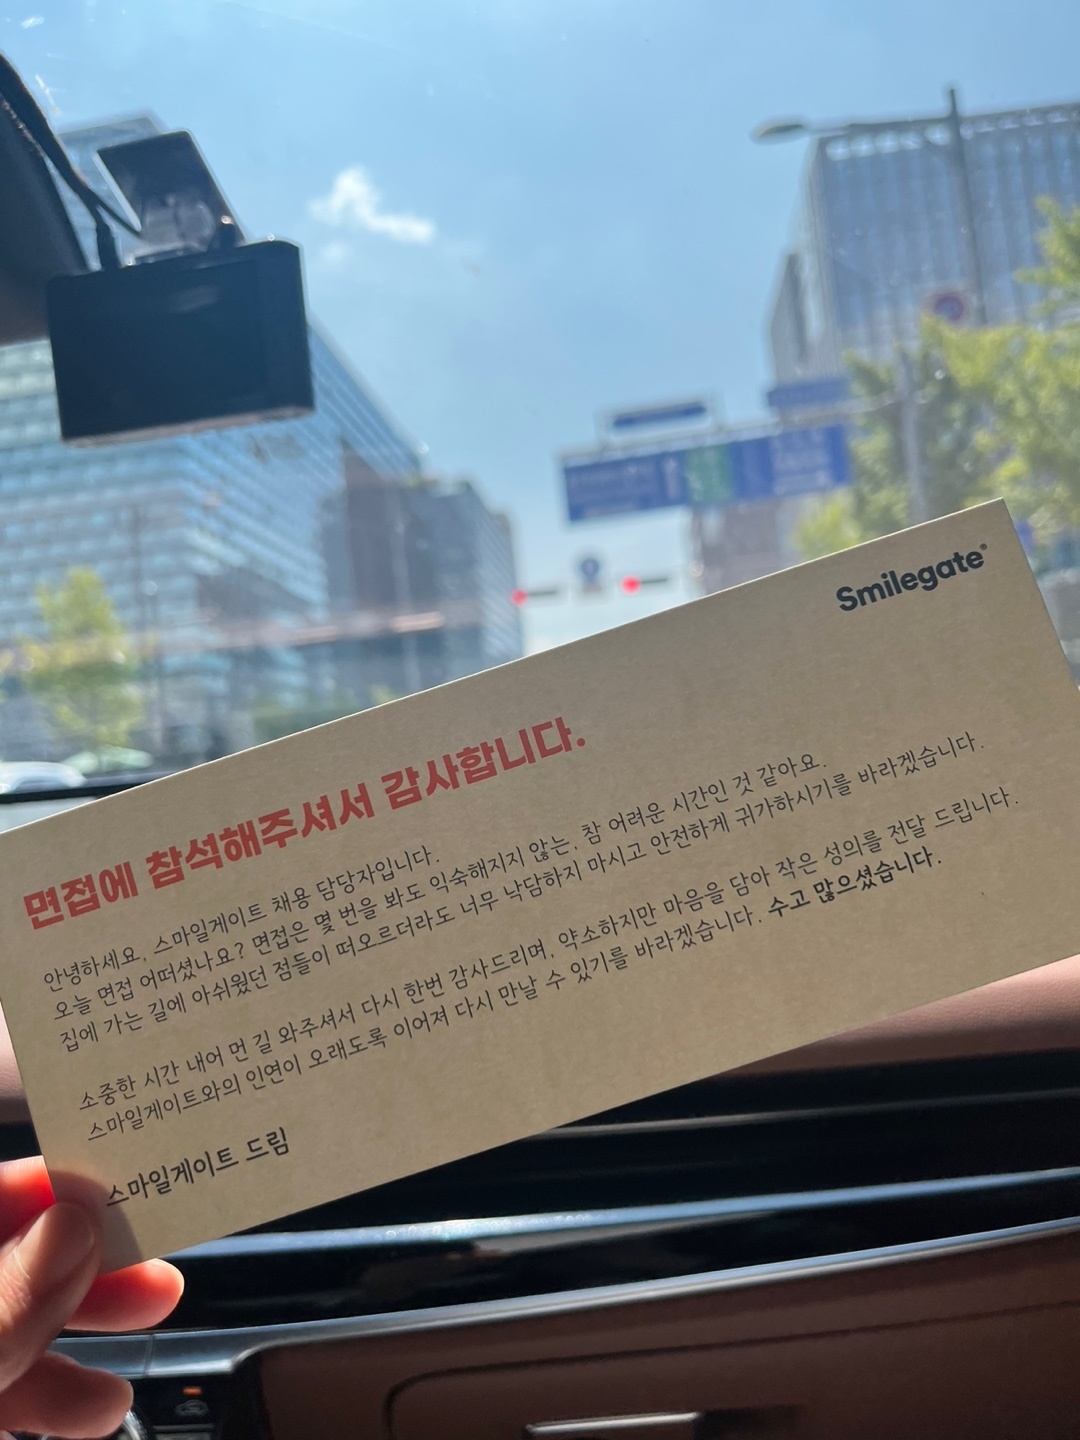 Smilegate
면접에 참석해주셔서 감사합니다.
안녕하세요, 스마일게이트 채용 담당자입니다.
오늘 면접 어떠셨나요? 면접은 몇 번을 봐도 익숙해지지 않는, 참 어려운 시간인 것 같아요.
집에 가는 길에 아쉬웠던 점들이 떠오르더라도 너무 낙담하지 마시고 안전하게 귀가하시기를 바라겠습니다.
소중한 시간 내어 먼 길 와주셔서 다시 한번 감사드리며, 약소하지만 마음을 담아 작은 성의를 전달 드립니다.
스마일게이트와의 인연이 오래도록 이어져 다시 만날 수 있기를 바라겠습니다. 수고 많으셨습니다.
스마일게이트 드림